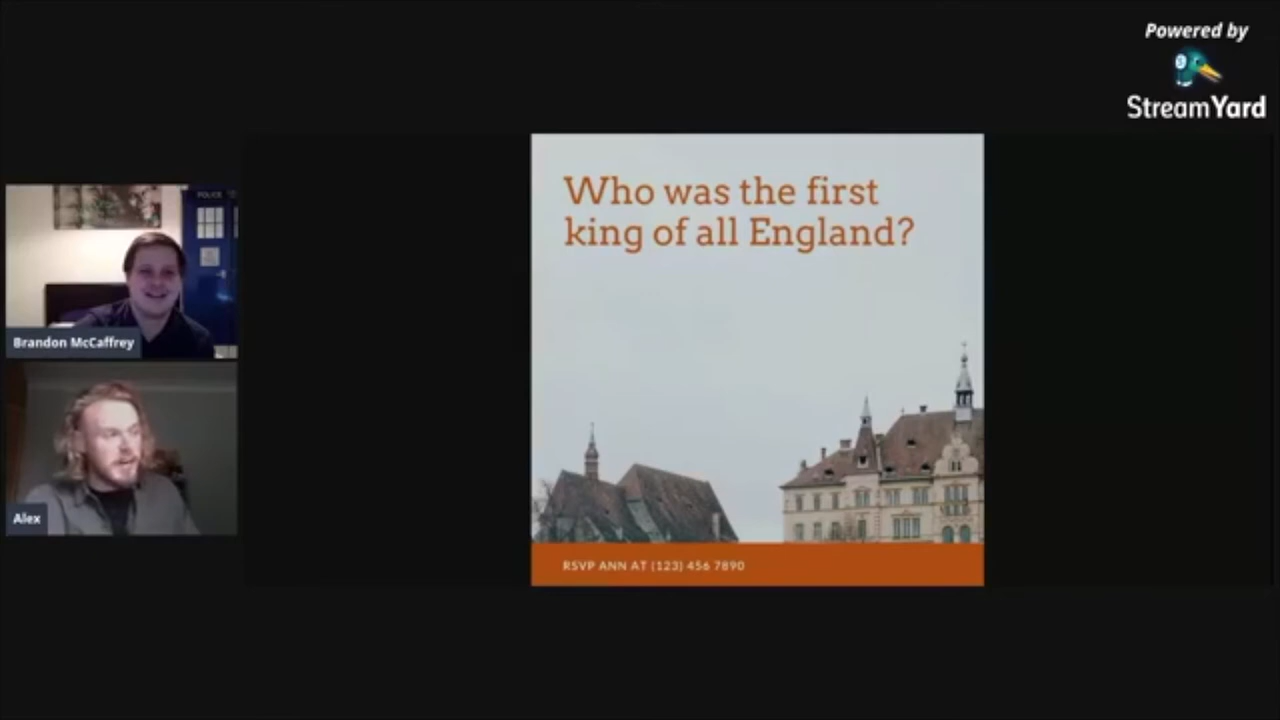 Powered by
StreamYard
POLICE
Brandon McCaffrey
Alex
Who was the first
king of all England?
RSVP ANN AT (123) 456 7890